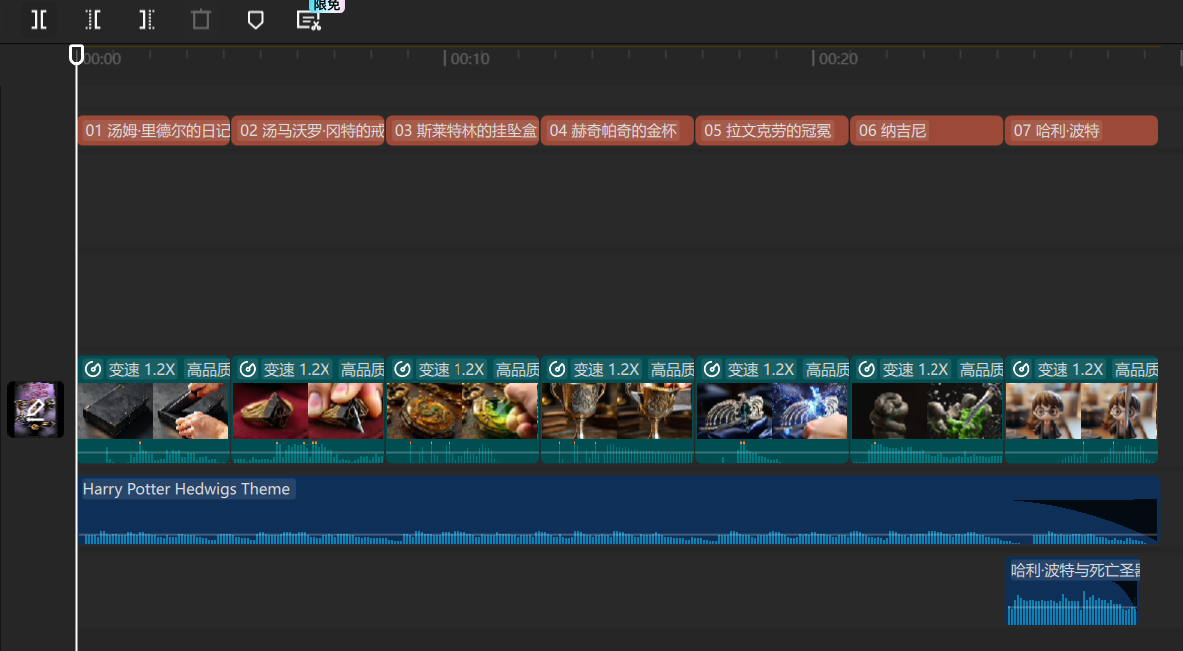 限免
00:00
00:10
00:20
01 汤姆·里德尔的日记
02 汤马沃罗·冈特的戒
03 斯莱特林的挂坠盒
04 赫奇帕奇的金杯
05 拉文克劳的冠冕
06 纳吉尼
07 哈利·波特
变速 1.2X 高品质
变速 1.2X 高品质
变速 1.2X 高品质
变速 1.2X 高品质
变速 1.2X 高品质
变速 1.2X 高品质
变速 1.2X 高品质
Harry Potter Hedwigs Theme
哈利·波特与死亡圣器